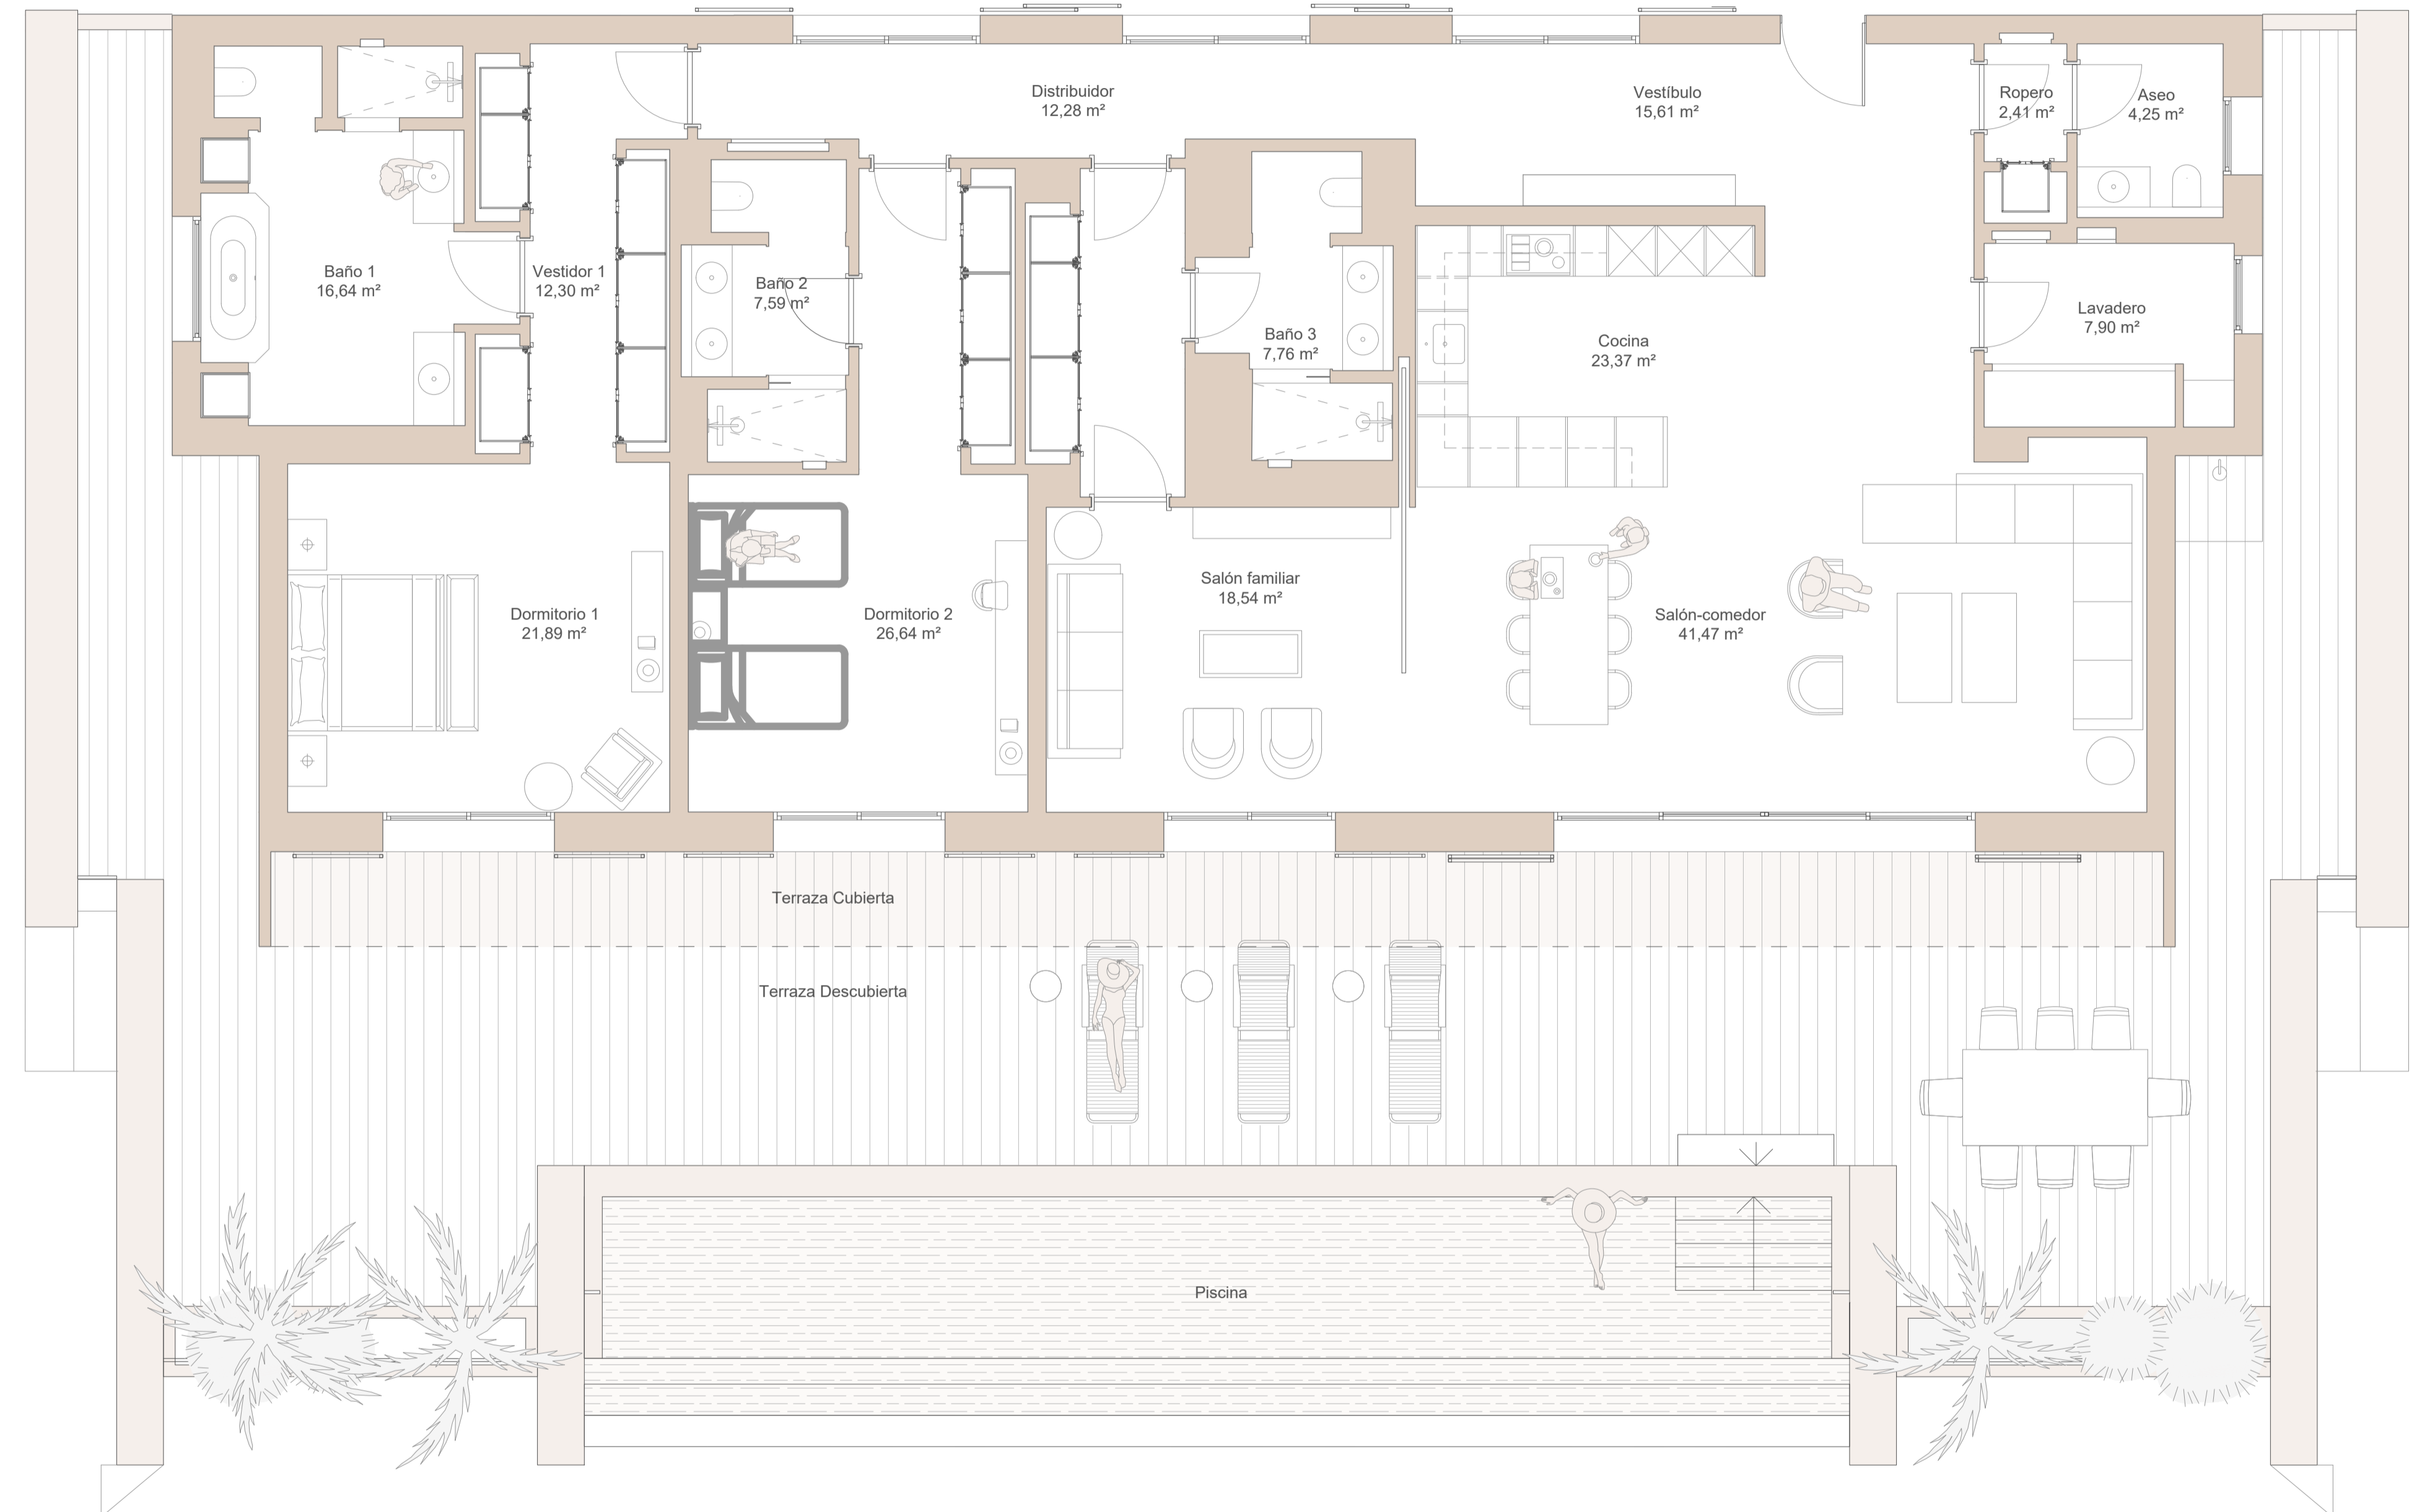 Distribuidor
12,28 m²
Vestíbulo
15,61 m²
Ropero
2,41 m²
Aseo
4,25 m²
Baño 1
16,64 m²
Vestidor 1
12,30 m²
Baño 2
7,59 m²
Baño 3
7,76 m²
Cocina
23,37 m²
Lavadero
7,90 m²
Dormitorio 1
21,89 m²
Dormitorio 2
26,64 m²
Salón familiar
18,54 m²
Salón-comedor
41,47 m²
Terraza Cubierta
Terraza Descubierta
Piscina